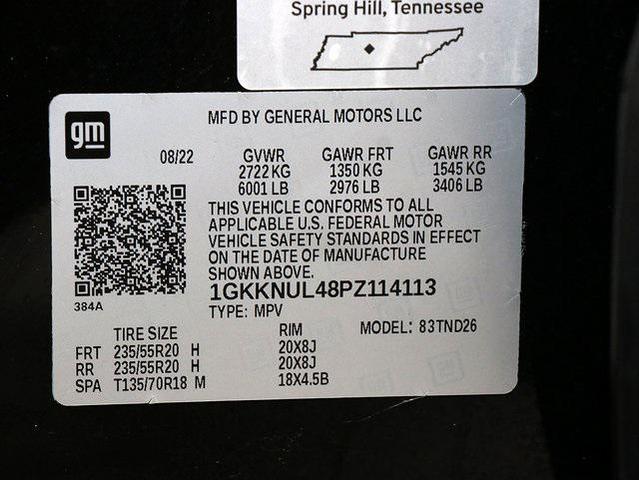 Spring Hill, Tennessee
gm
MFD BY GENERAL MOTORS LLC
08/22 GVWR GAWR FRT GAWR RR
2722 KG 1350 KG 1545 KG
6001 LB 2976 LB 3406 LB
THIS VEHICLE CONFORMS TO ALL
APPLICABLE U.S. FEDERAL MOTOR
VEHICLE SAFETY STANDARDS IN EFFECT
ON THE DATE OF MANUFACTURE
SHOWN ABOVE.
384A
1GKKNUL48PZ114113
TYPE: MPV
TIRE SIZE RIM MODEL: 83TND26
FRT 235/55R20 H 20X8J
RR 235/55R20 H 20X8J
SPA T135/70R18 M 18X4.5B